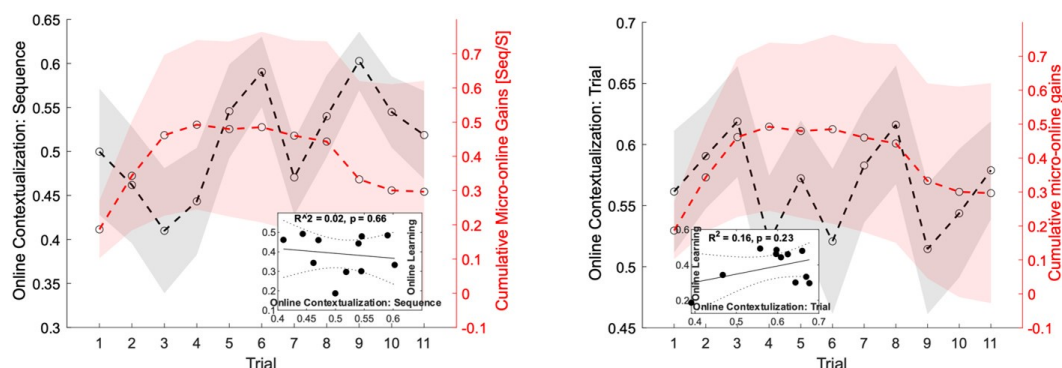 0.65
0.6
0.55
0.5
0.45
0.4
0.35
0.3
Online Contextualization: Sequence
1 2 3 4 5 6 7 8 9 10 11
Trial
0.7
0.6
0.5
0.4
0.3
0.2
0.1
0
-0.1
Cumulative Micro-online Gains [Seq/S]
R^2 = 0.02, p = 0.66
0.5
0.4
0.3
0.2
0.1
Online Learning
Online Contextualization: Sequence
0.4 0.45 0.5 0.55 0.6
0.7
0.65
0.6
0.55
0.5
0.45
Online Contextualization: Trial
1 2 3 4 5 6 7 8 9 10 11
Trial
0.7
0.6
0.5
0.4
0.3
0.2
0.1
0
-0.1
Cumulative micro-online gains
R² = 0.16, p = 0.23
0.6
0.4
0.2
Online Learning
Online Contextulization: Trial
0.4 0.5 0.6 0.7